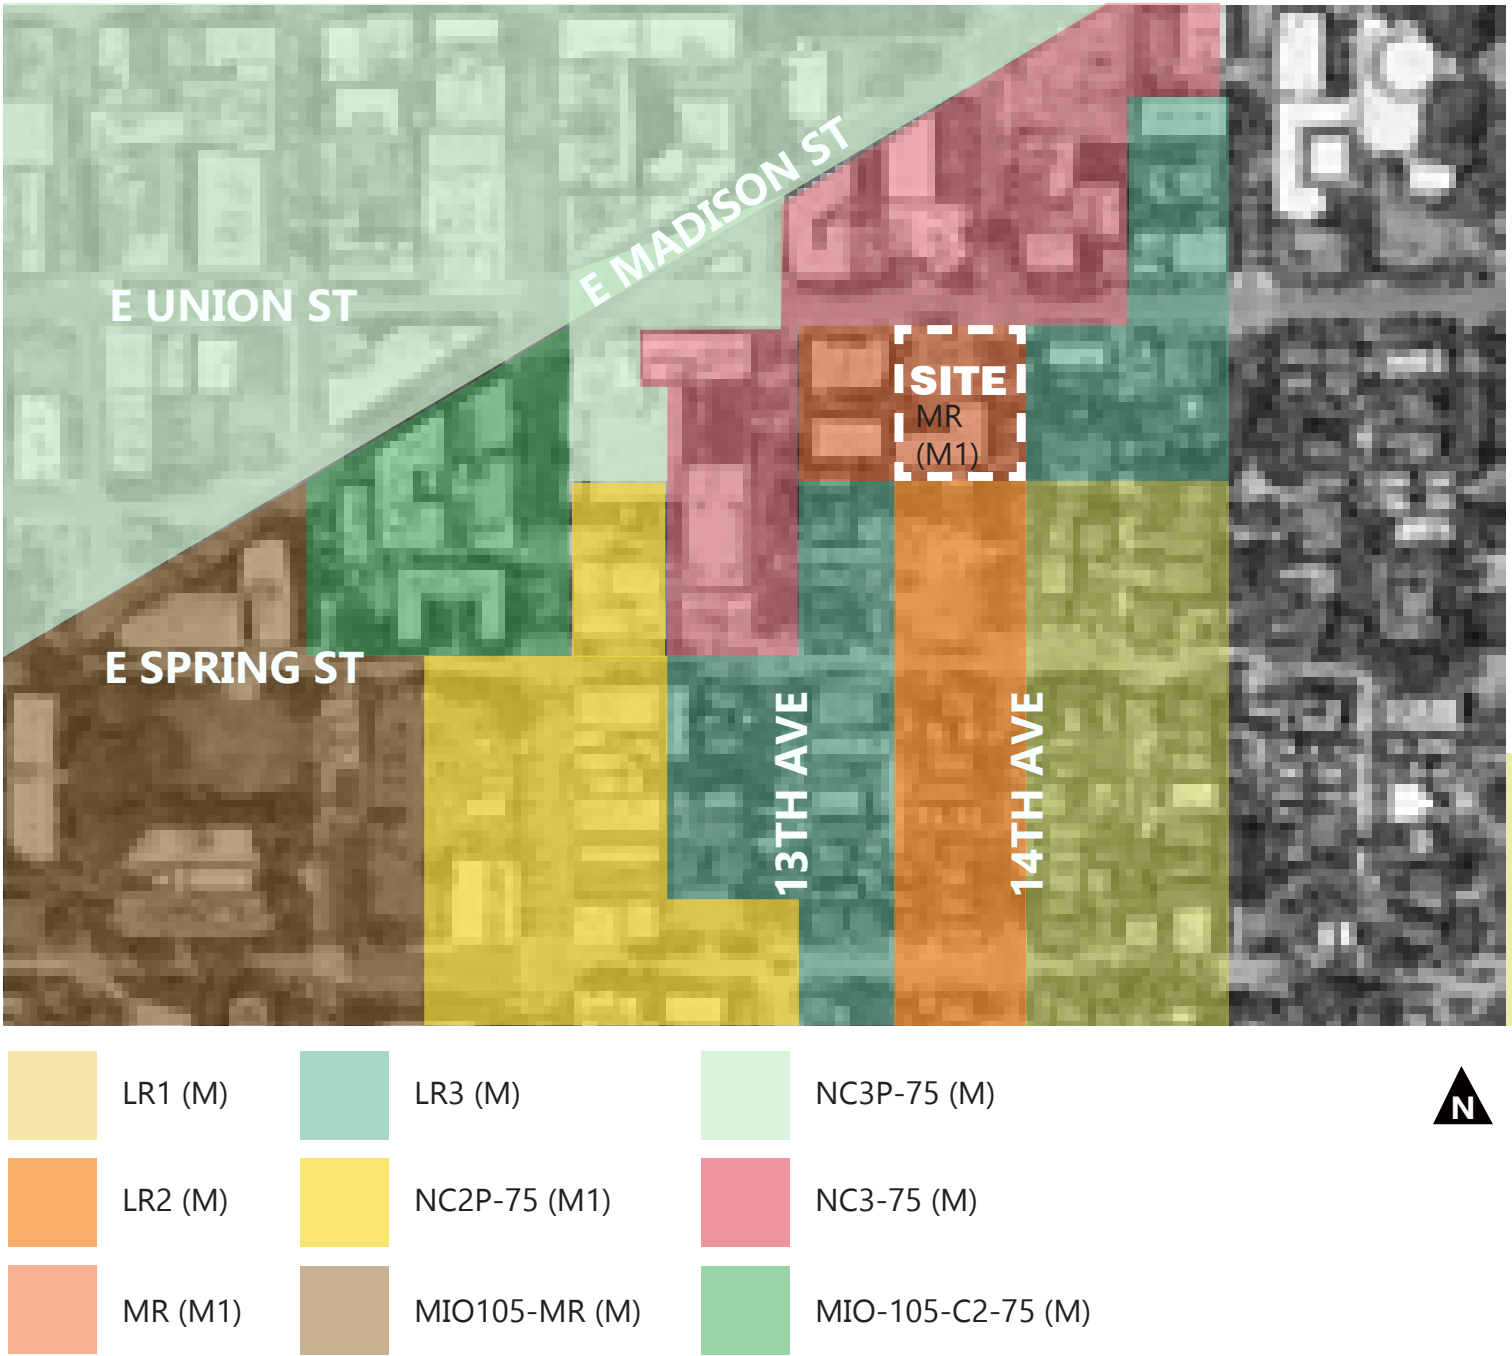 E MADISON ST
E UNION ST
SITE
MR
(M1)
E SPRING ST
13TH AVE
14TH AVE
LR1 (M)
LR3 (M)
NC3P-75 (M)
N
LR2 (M)
NC2P-75 (M1)
NC3-75 (M)
MR (M1)
MIO105-MR (M)
MIO-105-C2-75 (M)